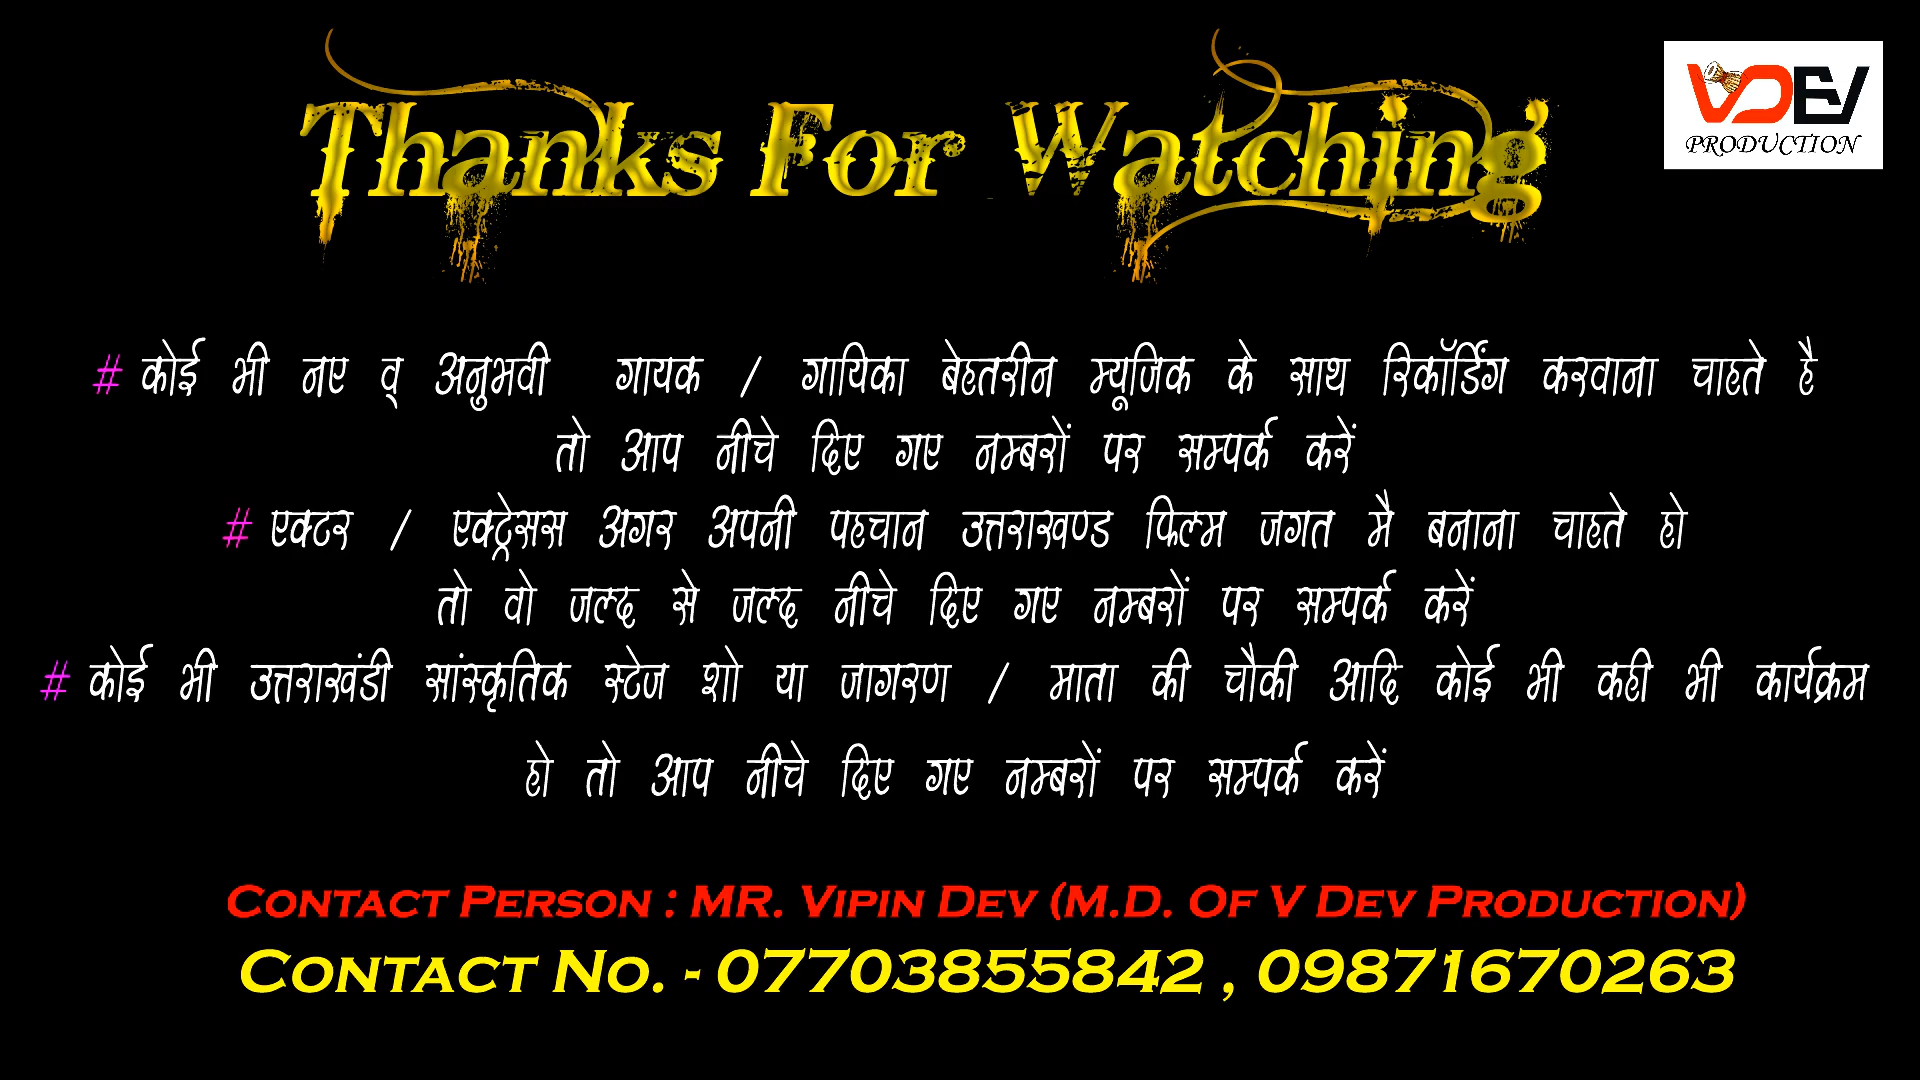 Thanks For Watching
VDEV
PRODUCTION
# कोई भी नए व् अनुभवी गायक / गायिका बेहतरीन म्यूजिक के साथ रिकॉर्डिंग करवाना चाहते है
तो आप नीचे दिए गए नम्बरों पर सम्पर्क करें
# एक्टर / एक्ट्रेसस अगर अपनी पहचान उत्तराखण्ड फिल्म जगत मै बनाना चाहते हो
तो वो जल्द से जल्द नीचे दिए गए नम्बरों पर सम्पर्क करें
# कोई भी उत्तराखंडी सांस्कृतिक स्टेज शो या जागरण / माता की चौकी आदि कोई भी कही भी कार्यक्रम
हो तो आप नीचे दिए गए नम्बरों पर सम्पर्क करें
CONTACT PERSON : MR. VIPIN DEV (M.D. OF V DEV PRODUCTION)
CONTACT NO. - 07703855842 , 09871670263